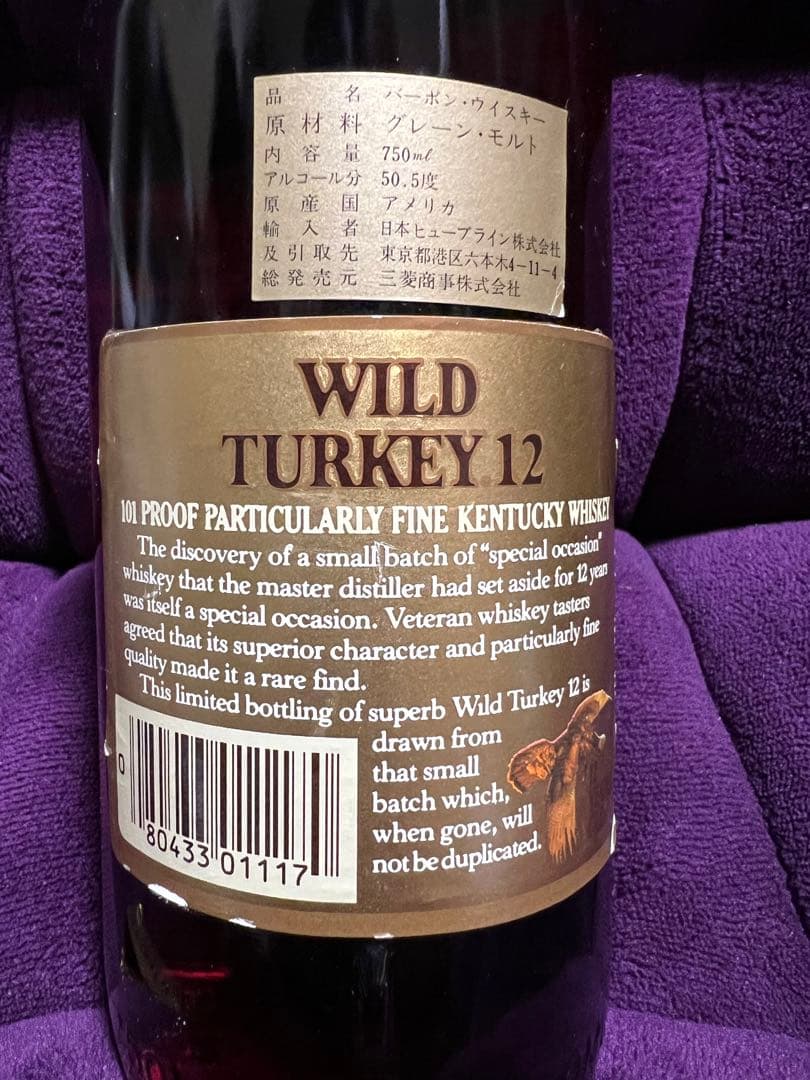 品名 バーボン・ウイスキー
原材料 グレーン・モルト
内容量 750ml
アルコール分 50.5度
原産国 アメリカ
輸入者 日本ヒューブライン株式会社
及引取先 東京都港区六本木4-11-4
総発売元 三菱商事株式会社
WILD
TURKEY 12
101 PROOF PARTICULARLY FINE KENTUCKY WHISKEY
The discovery of a small batch of “special occasion”
whiskey that the master distiller had set aside for 12 years
was itself a special occasion. Veteran whiskey tasters
agreed that its superior character and particularly fine
quality made it a rare find.
This limited bottling of superb Wild Turkey 12 is
drawn from
that small
batch which,
when gone, will
not be duplicated.
0 80433 01117